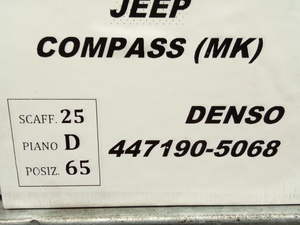 JEEP
COMPASS (MK)
SCAFF. 25
PIANO D
POSIZ. 65
DENSO
447190-5068